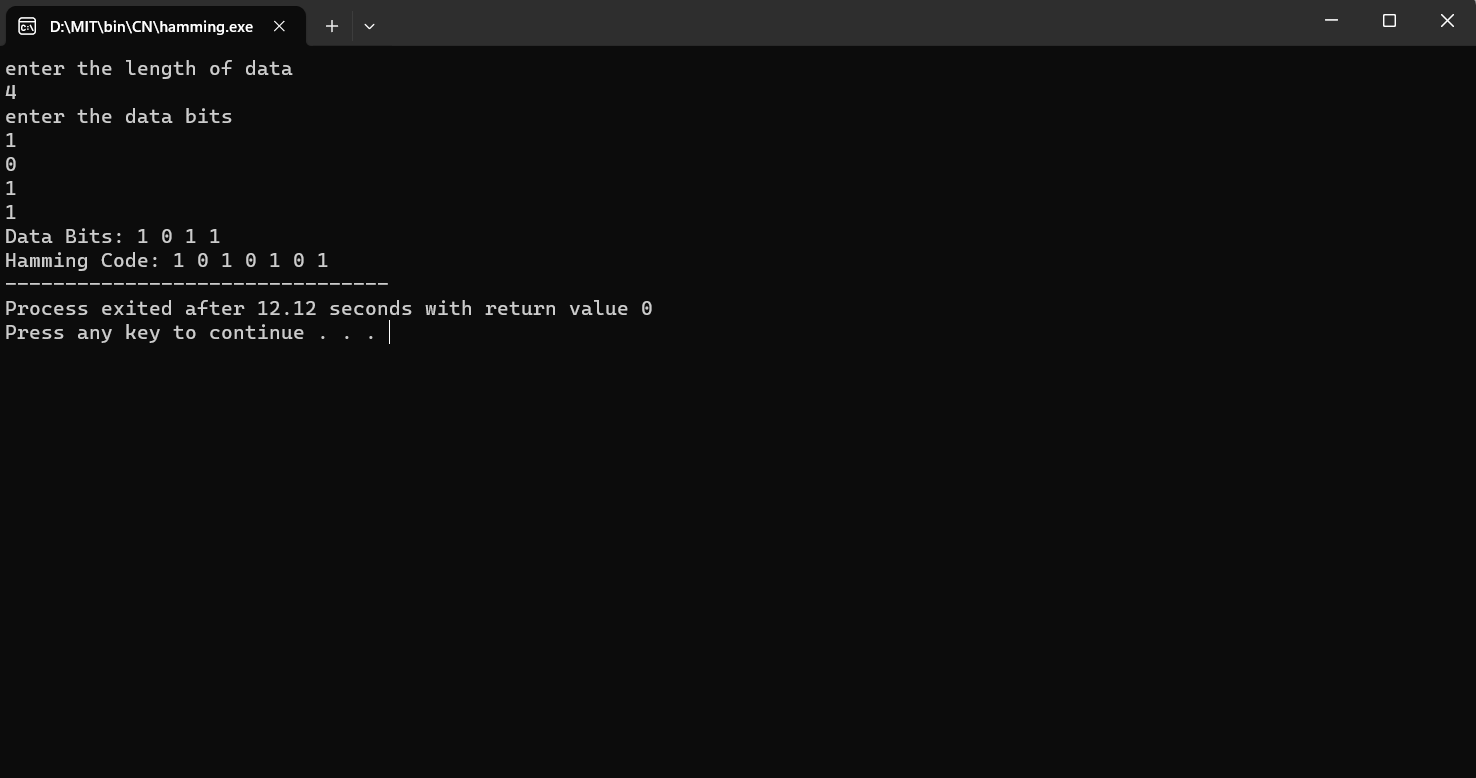 D:\MIT\bin\CN\hamming.exe
enter the length of data
4
enter the data bits
1
0
1
1
Data Bits: 1 0 1 1
Hamming Code: 1 0 1 0 1 0 1
--------------------------------
Process exited after 12.12 seconds with return value 0
Press any key to continue . . .